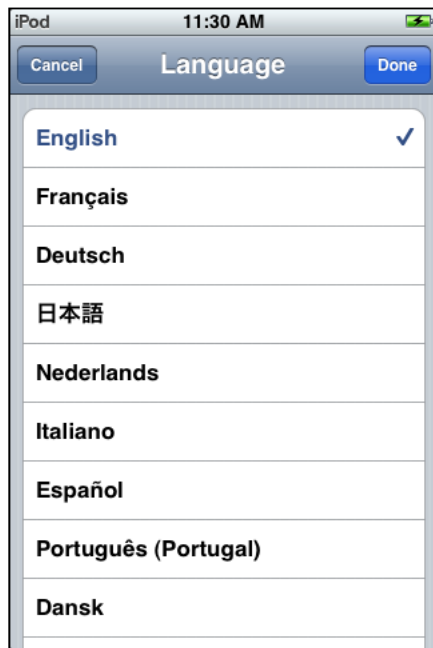 iPod 11:30 AM
Cancel Language Done
English
Français
Deutsch
日本語
Nederlands
Italiano
Español
Português (Portugal)
Dansk